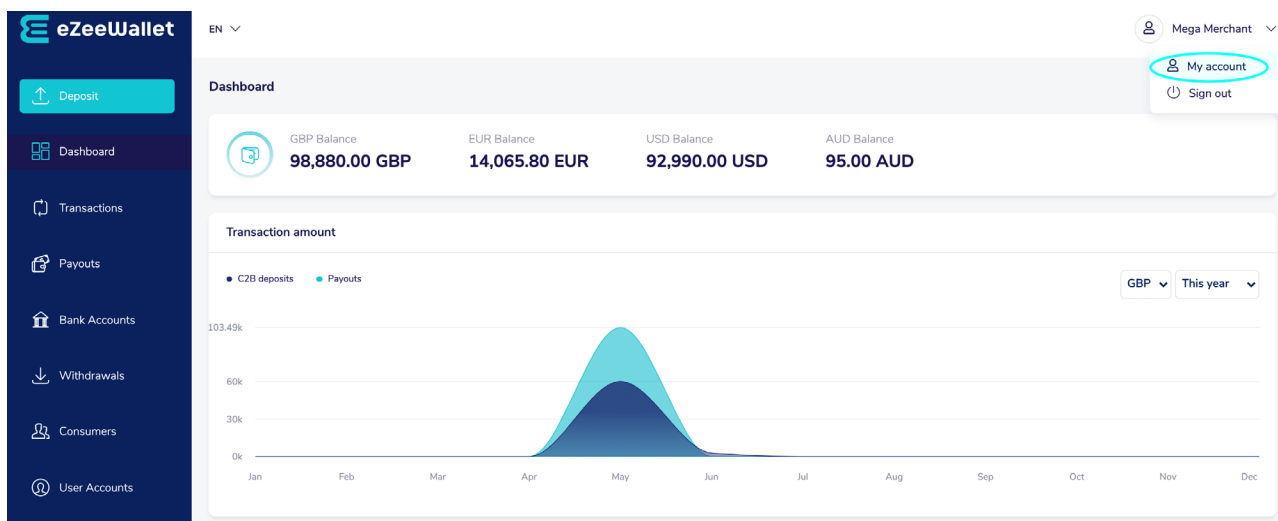 eZeeWallet
EN
Mega Merchant
My account
Sign out
Deposit
Dashboard
Transactions
Payouts
Bank Accounts
Withdrawals
Consumers
User Accounts
Dashboard
GBP Balance
98,880.00 GBP
EUR Balance
14,065.80 EUR
USD Balance
92,990.00 USD
AUD Balance
95.00 AUD
Transaction amount
C2B deposits
Payouts
GBP
This year
103.49k
60k
30k
0k
Jan Feb Mar Apr May Jun Jul Aug Sep Oct Nov Dec